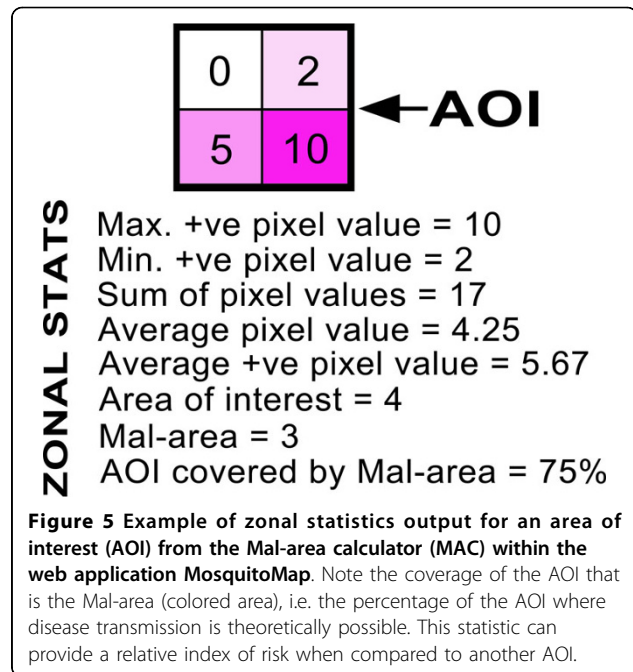 0 2
AOI
5 10
ZONAL STATS
Max. +ve pixel value = 10
Min. +ve pixel value = 2
Sum of pixel values = 17
Average pixel value = 4.25
Average +ve pixel value = 5.67
Area of interest = 4
Mal-area = 3
AOI covered by Mal-area = 75%
Figure 5 Example of zonal statistics output for an area of
interest (AOI) from the Mal-area calculator (MAC) within the
web application MosquitoMap. Note the coverage of the AOI that
is the Mal-area (colored area), i.e. the percentage of the AOI where
disease transmission is theoretically possible. This statistic can
provide a relative index of risk when compared to another AOI.